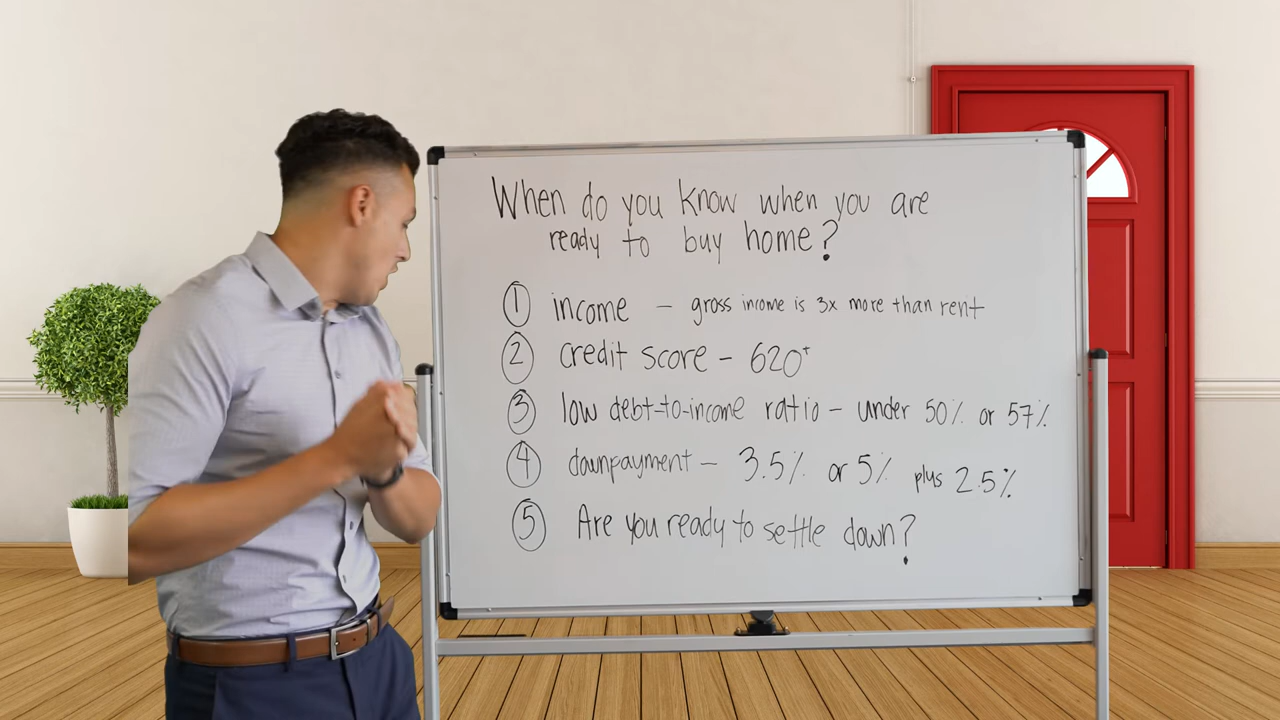 When do you know when you are
ready to buy home?
① income – gross income is 3x more than rent
② credit score – 620+
③ low debt-to-income ratio – under 50% or 57%
④ downpayment – 3.5% or 5% plus 2.5%
⑤ Are you ready to settle down?